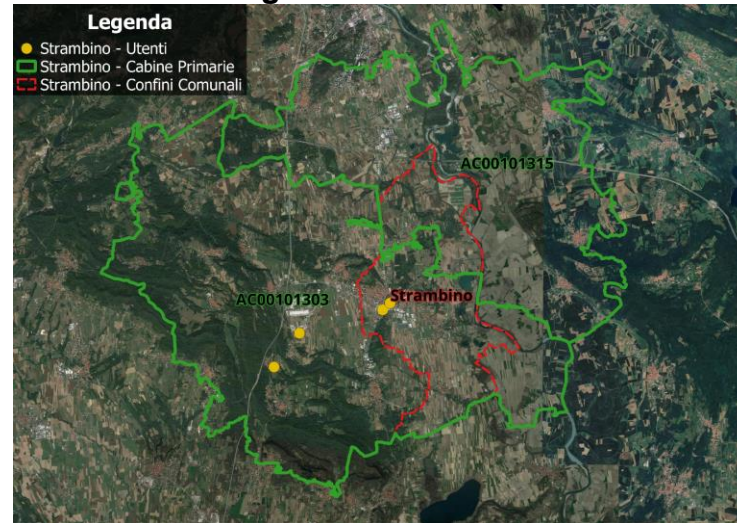 Legenda
Strambino - Utenti
Strambino - Cabine Primarie
Strambino - Confini Comunali
AC00101315
AC00101303
Strambino